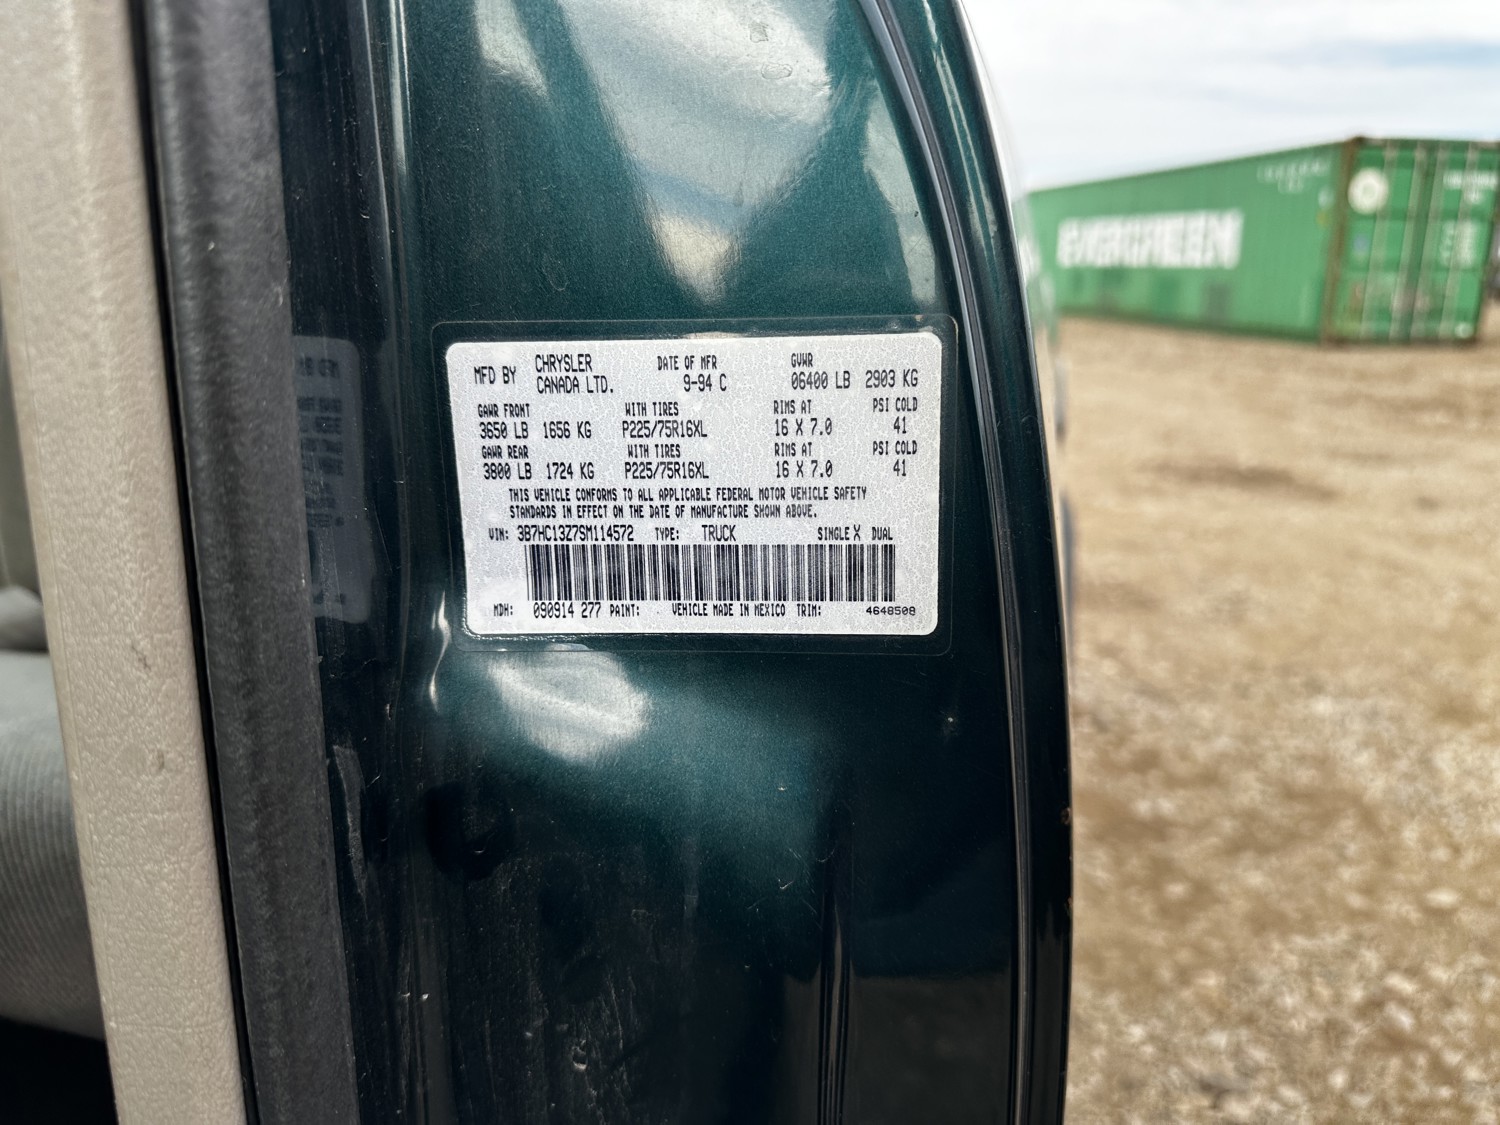 MFD BY CHRYSLER CANADA LTD. DATE OF MFR 9-94 C GVWR 06400 LB 2903 KG
GAWR FRONT WITH TIRES RIMS AT PSI COLD
3650 LB 1656 KG P225/75R16XL 16 X 7.0 41
GAWR REAR WITH TIRES RIMS AT PSI COLD
3800 LB 1724 KG P225/75R16XL 16 X 7.0 41
THIS VEHICLE CONFORMS TO ALL APPLICABLE FEDERAL MOTOR VEHICLE SAFETY
STANDARDS IN EFFECT ON THE DATE OF MANUFACTURE SHOWN ABOVE.
VIN: 3B7HC13Z7SM114572 TYPE: TRUCK SINGLE X DUAL
MDH: 090914 277 PAINT: VEHICLE MADE IN MEXICO TRIM: 4648508
EVERGREEN